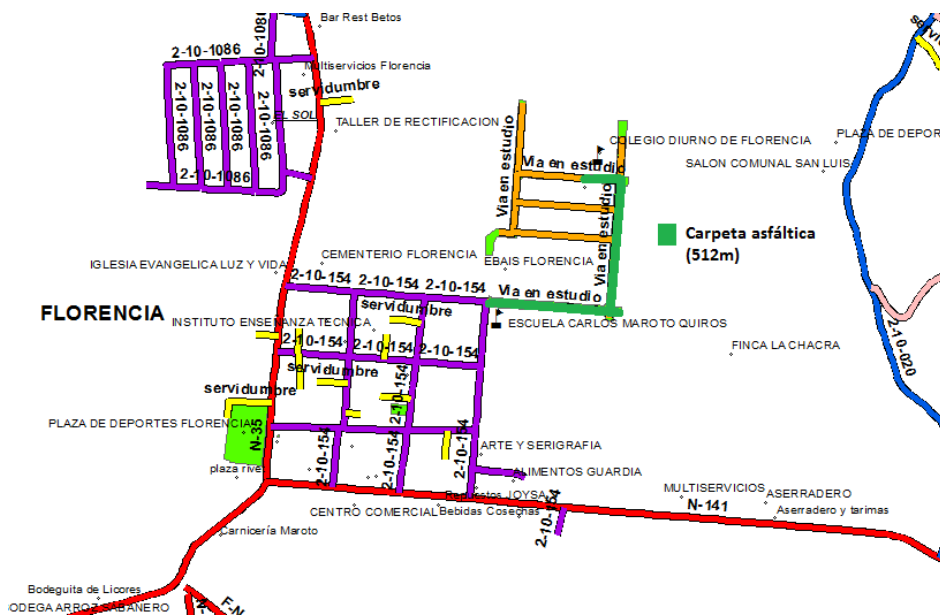 Bar Rest Betos
2-10-1086
2-10-1086
Multiservicios Florencia
servidumbre
2-10-1086
2-10-1086
2-10-1086
2-10-1086
EL SOL
TALLER DE RECTIFICACION
2-10-1086
COLEGIO DIURNO DE FLORENCIA
PLAZA DE DEPOR
SALON COMUNAL SAN LUIS
Via en estudio
Via en estudio
Via en estudio
Carpeta asfáltica
(512m)
CEMENTERIO FLORENCIA
EBAIS FLORENCIA
IGLESIA EVANGELICA LUZ Y VIDA
2-10-154
2-10-154
2-10-154
Via en estudio
FLORENCIA
servidumbre
INSTITUTO ENSEÑANZA TECNICA
ESCUELA CARLOS MAROTO QUIROS
2-10-154
2-10-154
2-10-154
FINCA LA CHACRA
2-10-020
servidumbre
servidumbre
2-10-154
PLAZA DE DEPORTES FLORENCIA
N-35
2-10-154
2-10-154
2-10-154
ARTE Y SERIGRAFIA
plaza rive
ALIMENTOS GUARDIA
Repuestos JOYSA
MULTISERVICIOS
ASERRADERO
CENTRO COMERCIAL
Bebidas Cosechas
N-141
Aserradero y tarimas
2-10-154
Carnicería Maroto
Bodeguita de Licores
BODEGA ARROZ SABANERO
N-
F-N